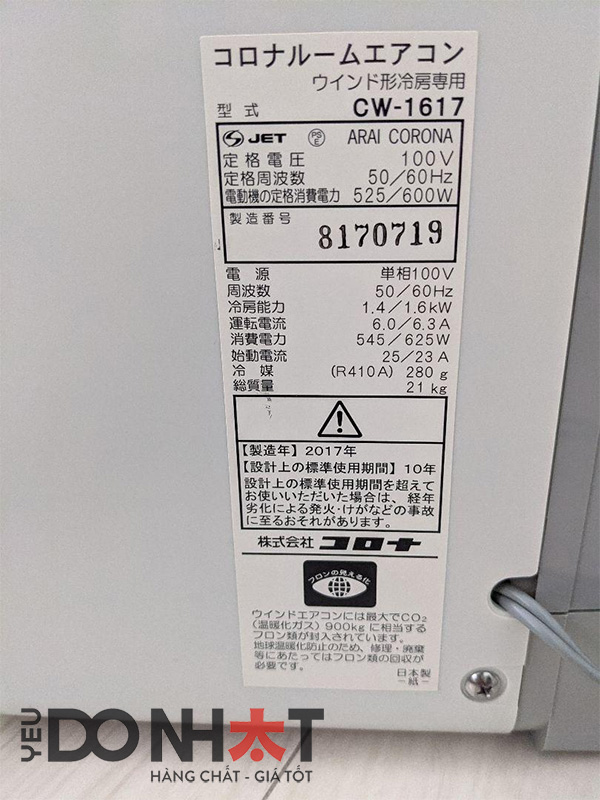 コロナルームエアコン
ウインド形冷房専用
型式 CW-1617
JET PSE ARAI CORONA
定格電圧 100V
定格周波数 50/60Hz
電動機の定格消費電力 525/600W
製造番号 8170719
電源 単相100V
周波数 50/60Hz
冷房能力 1.4/1.6kW
運転電流 6.0/6.3A
消費電力 545/625W
始動電流 25/23A
冷媒 (R410A) 280g
総質量 21kg
【製造年】2017年
【設計上の標準使用期間】10年
設計上の標準使用期間を超えて
お使いいただいた場合は、経年
劣化による発火・けがなどの事故
に至るおそれがあります。
株式会社 コロナ
フロンの見える化
ウインドエアコンには最大でCO₂
(温暖化ガス) 900kgに相当する
フロン類が封入されています。
地球温暖化防止のため、修理・廃棄
等にあたってはフロン類の回収が
必要です。
日本製
-紙-
YEU DONHAT
HÀNG CHẤT - GIÁ TỐT